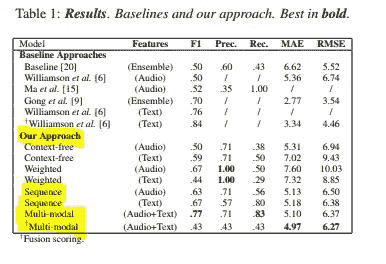 Table 1: Results. Baselines and our approach. Best in bold.
Model Features F1 Prec. Rec. MAE RMSE
Baseline Approaches
Baseline [20] (Ensemble) .50 .60 .43 6.62 5.52
Williamson et al. [6] (Audio) .50 / / 5.36 6.74
Ma et al. [15] (Audio) .52 .35 1.00 / /
Gong et al. [9] (Ensemble) .70 / / 2.77 3.54
Williamson et al. [6] (Text) .76 / / / /
†Williamson et al. [6] (Text) .84 / / 3.34 4.46
Our Approach
Context-free (Audio) .50 .71 .38 5.31 6.94
Context-free (Text) .59 .71 .50 7.02 9.43
Weighted (Audio) .67 1.00 .50 7.60 10.03
Weighted (Text) .44 1.00 .29 7.32 8.85
Sequence (Audio) .63 .71 .56 5.13 6.50
Sequence (Text) .67 .57 .80 5.18 6.38
Multi-modal (Audio+Text) .77 .71 .83 5.10 6.37
†Multi-modal (Audio+Text) .43 .43 .43 4.97 6.27
†Fusion scoring.